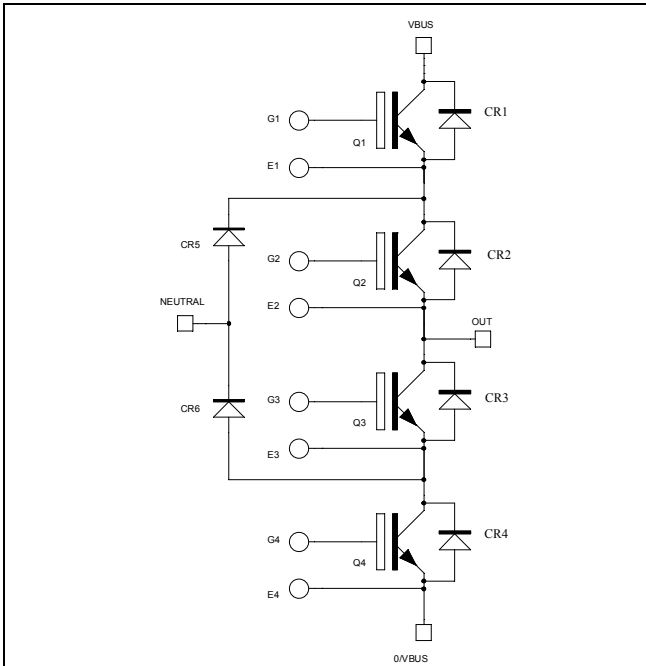 VBUS
G1
CR1
Q1
E1
CR5
G2
CR2
Q2
NEUTRAL
E2
OUT
CR6
G3
CR3
Q3
E3
G4
CR4
Q4
E4
0/VBUS